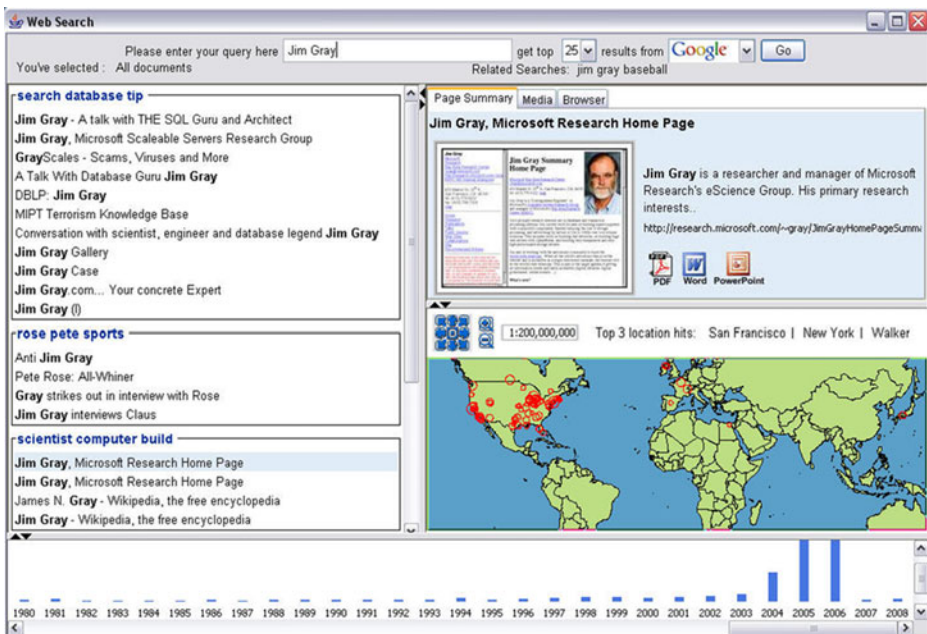 Web Search
Please enter your query here Jim Gray get top 25 results from Google Go
You've selected : All documents Related Searches: jim gray baseball
search database tip
Jim Gray - A talk with THE SQL Guru and Architect
Jim Gray, Microsoft Scaleable Servers Research Group
GrayScales - Scams, Viruses and More
A Talk With Database Guru Jim Gray
DBLP: Jim Gray
MIPT Terrorism Knowledge Base
Conversation with scientist, engineer and database legend Jim Gray
Jim Gray Gallery
Jim Gray Case
Jim Gray.com... Your concrete Expert
Jim Gray (I)
rose pete sports
Anti Jim Gray
Pete Rose: All-Whiner
Gray strikes out in interview with Rose
Jim Gray interviews Claus
scientist computer build
Jim Gray, Microsoft Research Home Page
Jim Gray, Microsoft Research Home Page
James N. Gray - Wikipedia, the free encyclopedia
Jim Gray - Wikipedia, the free encyclopedia
Page Summary Media Browser
Jim Gray, Microsoft Research Home Page
Jim Gray Summary
Home Page
Jim Gray is a researcher and manager of Microsoft
Research's eScience Group. His primary research
interests..
http://research.microsoft.com/~gray/JimGrayHomePageSumma
PDF Word PowerPoint
1:200,000,000 Top 3 location hits: San Francisco | New York | Walker
1980 1981 1982 1983 1984 1985 1986 1987 1988 1989 1990 1991 1992 1993 1994 1995 1996 1997 1998 1999 2000 2001 2002 2003 2004 2005 2006 2007 2008